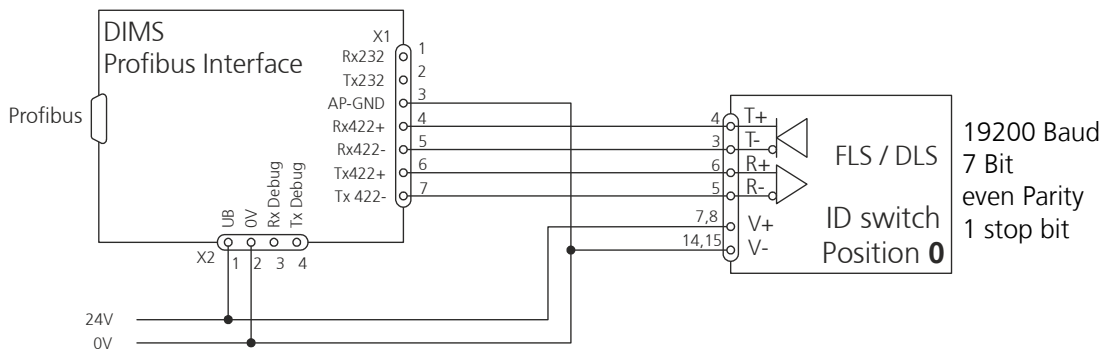 DIMS
Profibus Interface
Profibus
X1
Rx232 1
Tx232 2
AP-GND 3
Rx422+ 4
Rx422- 5
Tx422+ 6
Tx 422- 7
UB
0V
Rx Debug
Tx Debug
X2 1 2 3 4
24V
0V
4 T+
3 T-
6 R+
5 R-
7,8 V+
14,15 V-
FLS / DLS
ID switch
Position 0
19200 Baud
7 Bit
even Parity
1 stop bit